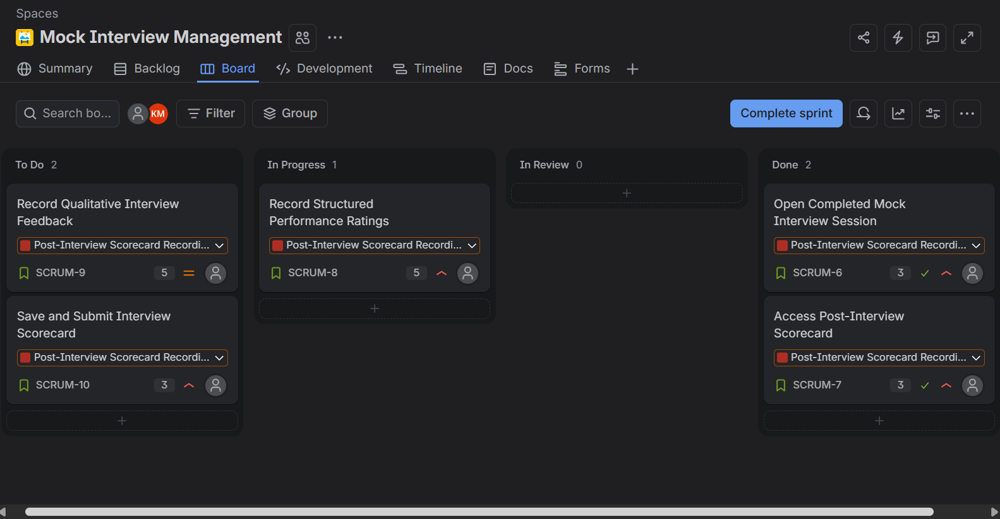 Spaces
Mock Interview Management
Summary
Backlog
Board
Development
Timeline
Docs
Forms
Search bo...
KM
Filter
Group
Complete sprint
To Do 2
Record Qualitative Interview
Feedback
Post-Interview Scorecard Recordi...
SCRUM-9
5
Save and Submit Interview
Scorecard
Post-Interview Scorecard Recordi...
SCRUM-10
3
In Progress 1
Record Structured
Performance Ratings
Post-Interview Scorecard Recordi...
SCRUM-8
5
In Review 0
Done 2
Open Completed Mock
Interview Session
Post-Interview Scorecard Recordi...
SCRUM-6
3
Access Post-Interview
Scorecard
Post-Interview Scorecard Recordi...
SCRUM-7
3